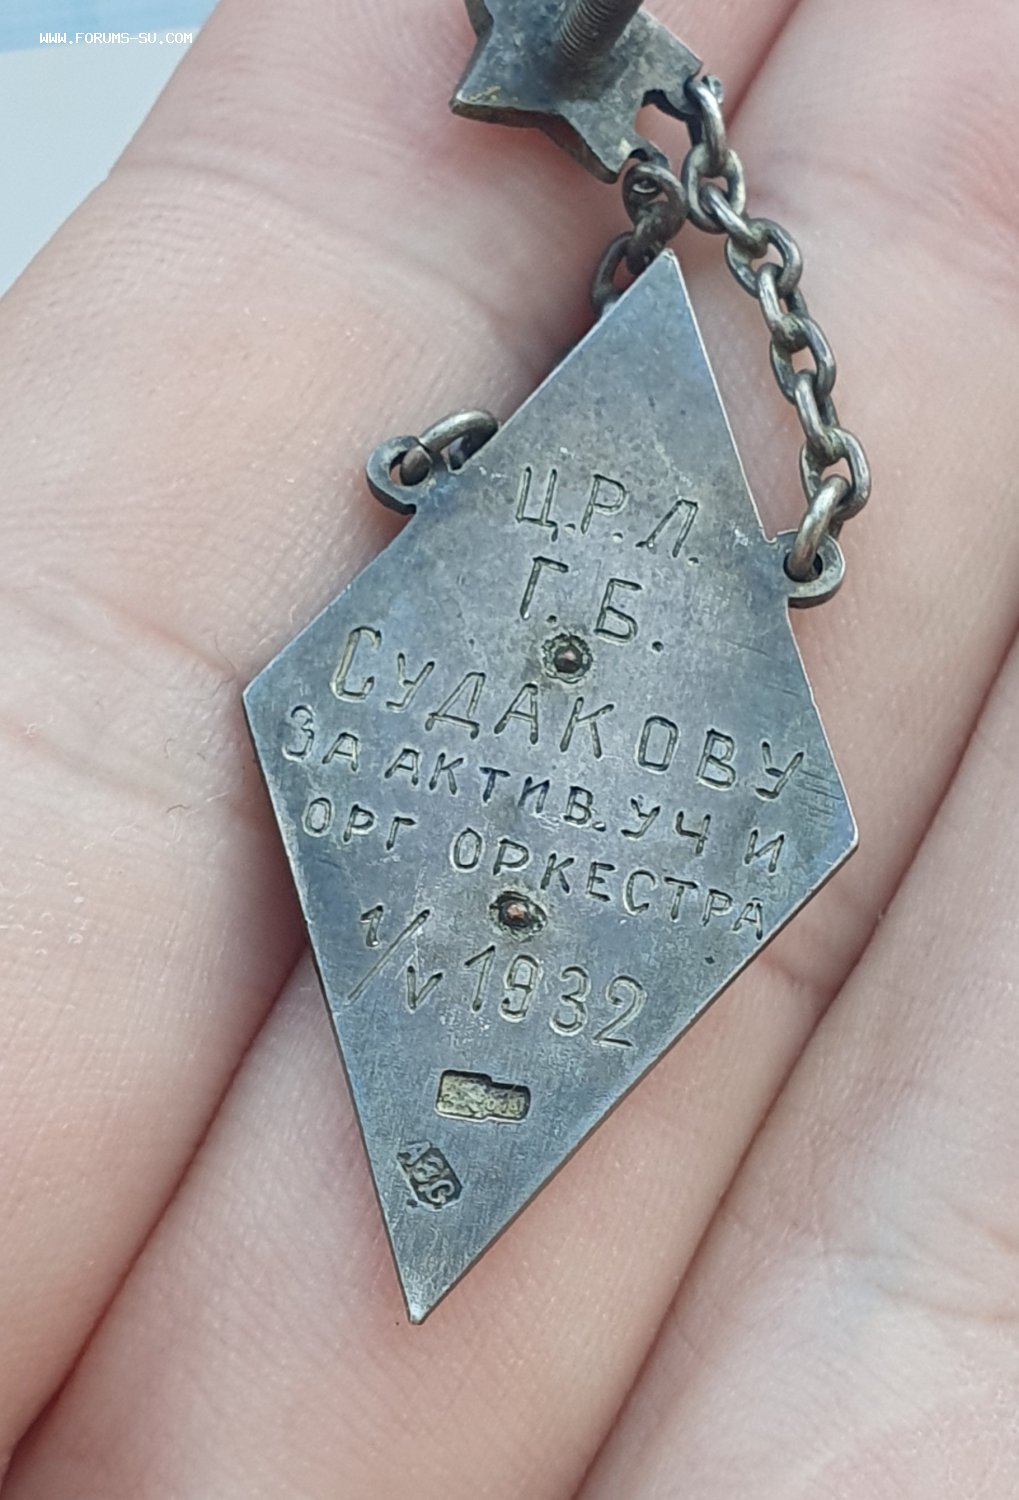 WWW.FORUMS-SU.COM
Ц.Р.Л.
Г.Б.
СУДАКОВУ
ЗА АКТИВ. УЧ И
ОРГ ОРКЕСТРА
1/V 1932